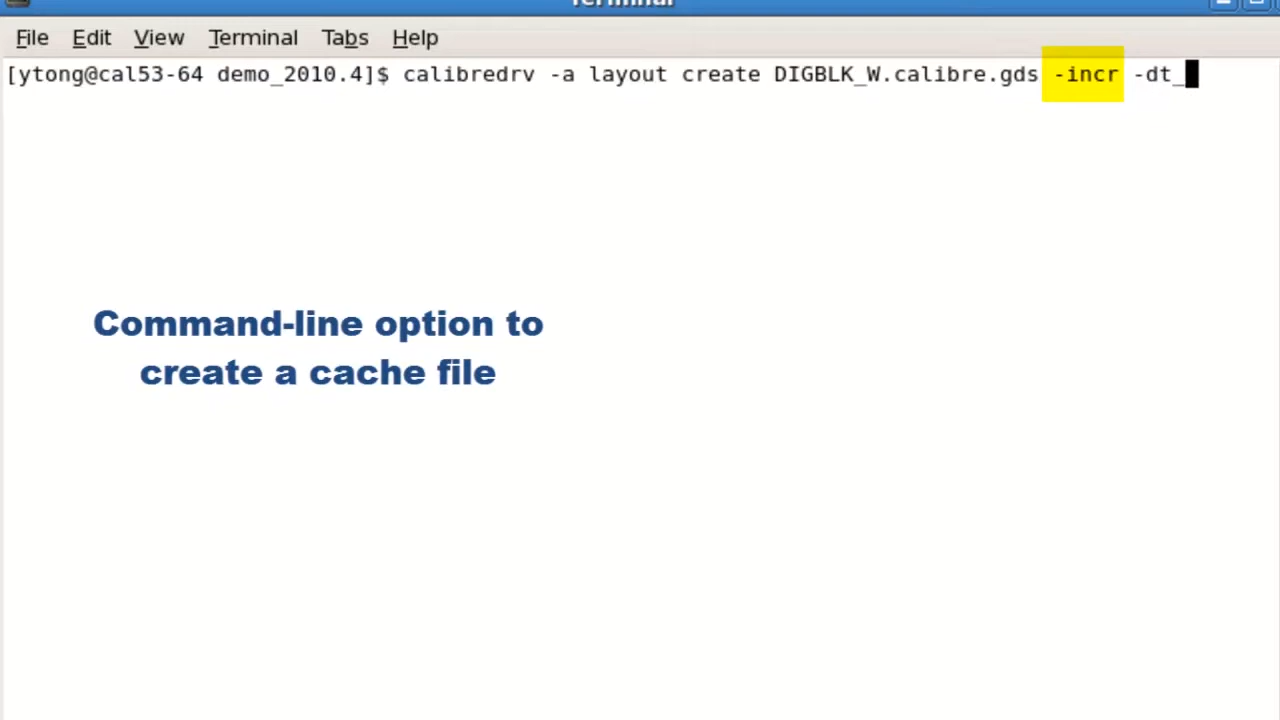 Terminal
File Edit View Terminal Tabs Help
[ytong@cal53-64 demo_2010.4]$ calibredrv -a layout create DIGBLK_W.calibre.gds -incr -dt_
Command-line option to
create a cache file